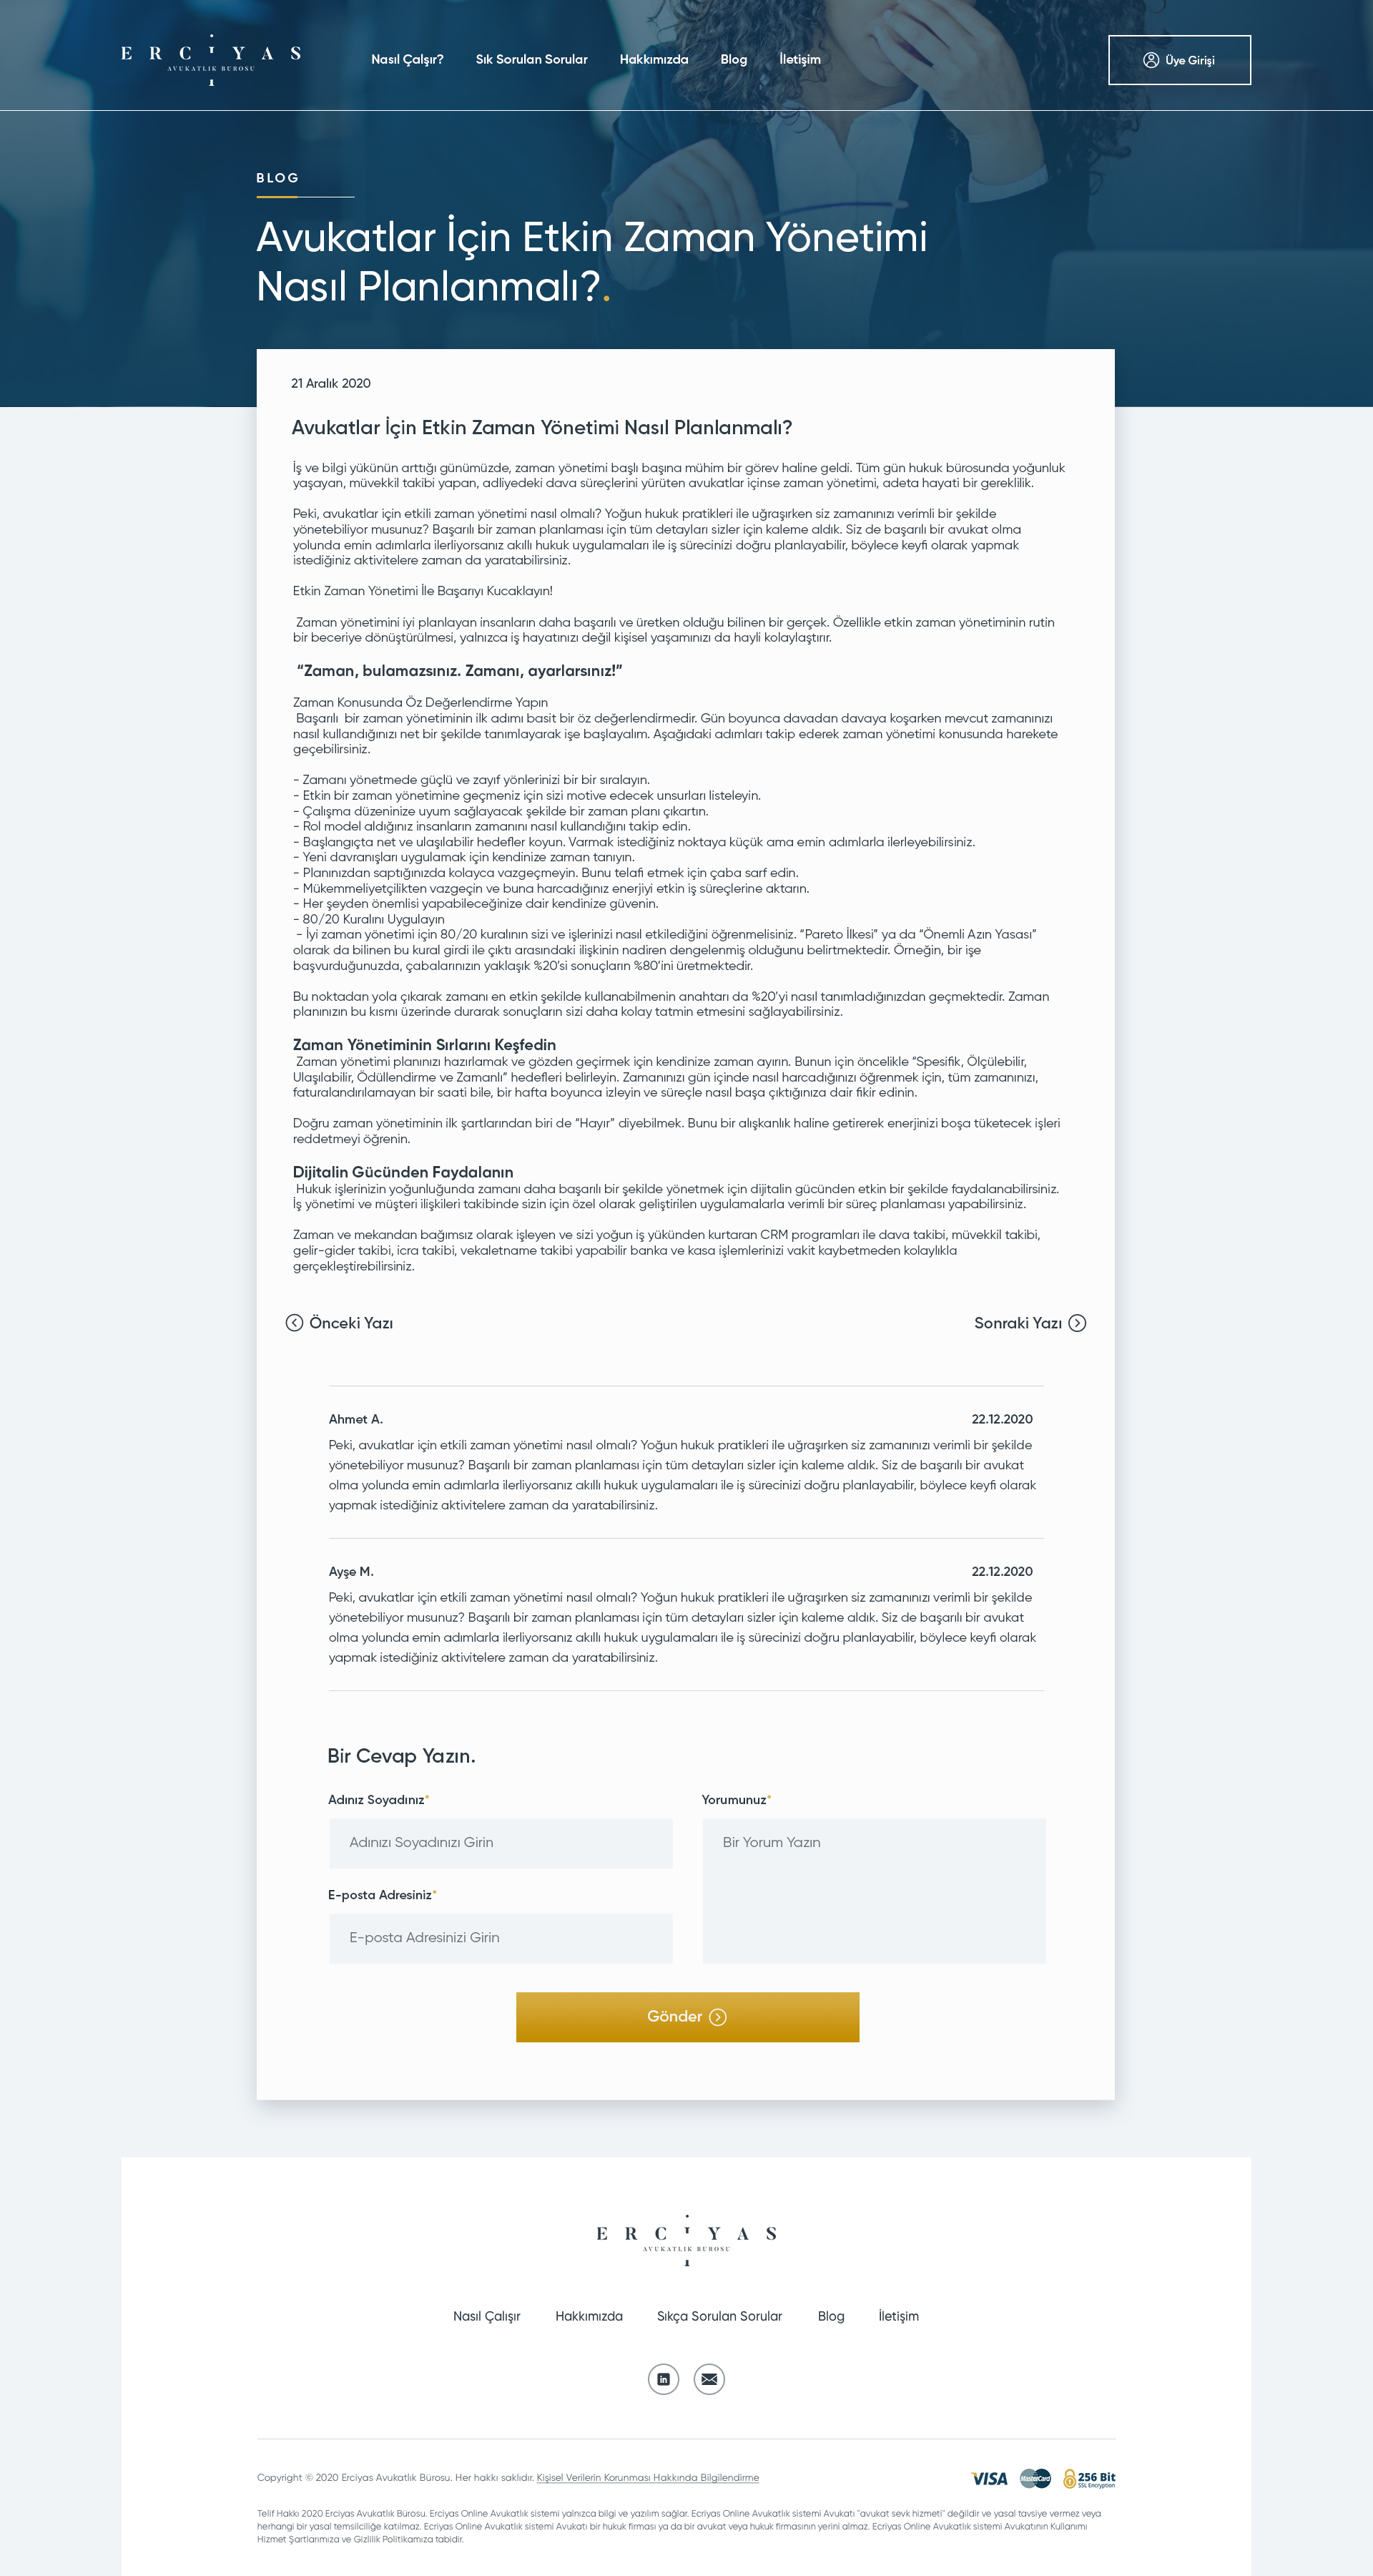 ERCİYAS
AVUKATLIK BÜROSU
Nasıl Çalşır?
Sık Sorulan Sorular
Hakkımızda
Blog
İletişim
Üye Girişi
BLOG
Avukatlar İçin Etkin Zaman Yönetimi
Nasıl Planlanmalı?.
21 Aralık 2020
Avukatlar İçin Etkin Zaman Yönetimi Nasıl Planlanmalı?
İş ve bilgi yükünün arttığı günümüzde, zaman yönetimi başlı başına mühim bir görev haline geldi. Tüm gün hukuk bürosunda yoğunluk
yaşayan, müvekkil takibi yapan, adliyedeki dava süreçlerini yürüten avukatlar içinse zaman yönetimi, adeta hayati bir gereklilik.
Peki, avukatlar için etkili zaman yönetimi nasıl olmalı? Yoğun hukuk pratikleri ile uğraşırken siz zamanınızı verimli bir şekilde
yönetebiliyor musunuz? Başarılı bir zaman planlaması için tüm detayları sizler için kaleme aldık. Siz de başarılı bir avukat olma
yolunda emin adımlarla ilerliyorsanız akıllı hukuk uygulamaları ile iş sürecinizi doğru planlayabilir, böylece keyfi olarak yapmak
istediğiniz aktivitelere zaman da yaratabilirsiniz.
Etkin Zaman Yönetimi İle Başarıyı Kucaklayın!
Zaman yönetimini iyi planlayan insanların daha başarılı ve üretken olduğu bilinen bir gerçek. Özellikle etkin zaman yönetiminin rutin
bir beceriye dönüştürülmesi, yalnızca iş hayatınızı değil kişisel yaşamınızı da hayli kolaylaştırır.
“Zaman, bulamazsınız. Zamanı, ayarlarsınız!”
Zaman Konusunda Öz Değerlendirme Yapın
Başarılı  bir zaman yönetiminin ilk adımı basit bir öz değerlendirmedir. Gün boyunca davadan davaya koşarken mevcut zamanınızı
nasıl kullandığınızı net bir şekilde tanımlayarak işe başlayalım. Aşağıdaki adımları takip ederek zaman yönetimi konusunda harekete
geçebilirsiniz.
- Zamanı yönetmede güçlü ve zayıf yönlerinizi bir bir sıralayın.
- Etkin bir zaman yönetimine geçmeniz için sizi motive edecek unsurları listeleyin.
- Çalışma düzeninize uyum sağlayacak şekilde bir zaman planı çıkartın.
- Rol model aldığınız insanların zamanını nasıl kullandığını takip edin.
- Başlangıçta net ve ulaşılabilir hedefler koyun. Varmak istediğiniz noktaya küçük ama emin adımlarla ilerleyebilirsiniz.
- Yeni davranışları uygulamak için kendinize zaman tanıyın.
- Planınızdan saptığınızda kolayca vazgeçmeyin. Bunu telafi etmek için çaba sarf edin.
- Mükemmeliyetçilikten vazgeçin ve buna harcadığınız enerjiyi etkin iş süreçlerine aktarın.
- Her şeyden önemlisi yapabileceğinize dair kendinize güvenin.
- 80/20 Kuralını Uygulayın
- İyi zaman yönetimi için 80/20 kuralının sizi ve işlerinizi nasıl etkilediğini öğrenmelisiniz. “Pareto İlkesi” ya da “Önemli Azın Yasası”
olarak da bilinen bu kural girdi ile çıktı arasındaki ilişkinin nadiren dengelenmiş olduğunu belirtmektedir. Örneğin, bir işe
başvurduğunuzda, çabalarınızın yaklaşık %20’si sonuçların %80’ini üretmektedir.
Bu noktadan yola çıkarak zamanı en etkin şekilde kullanabilmenin anahtarı da %20’yi nasıl tanımladığınızdan geçmektedir. Zaman
planınızın bu kısmı üzerinde durarak sonuçların sizi daha kolay tatmin etmesini sağlayabilirsiniz.
Zaman Yönetiminin Sırlarını Keşfedin
Zaman yönetimi planınızı hazırlamak ve gözden geçirmek için kendinize zaman ayırın. Bunun için öncelikle “Spesifik, Ölçülebilir,
Ulaşılabilir, Ödüllendirme ve Zamanlı” hedefleri belirleyin. Zamanınızı gün içinde nasıl harcadığınızı öğrenmek için, tüm zamanınızı,
faturalandırılamayan bir saati bile, bir hafta boyunca izleyin ve süreçle nasıl başa çıktığınıza dair fikir edinin.
Doğru zaman yönetiminin ilk şartlarından biri de “Hayır” diyebilmek. Bunu bir alışkanlık haline getirerek enerjinizi boşa tüketecek işleri
reddetmeyi öğrenin.
Dijitalin Gücünden Faydalanın
Hukuk işlerinizin yoğunluğunda zamanı daha başarılı bir şekilde yönetmek için dijitalin gücünden etkin bir şekilde faydalanabilirsiniz.
İş yönetimi ve müşteri ilişkileri takibinde sizin için özel olarak geliştirilen uygulamalarla verimli bir süreç planlaması yapabilirsiniz.
Zaman ve mekandan bağımsız olarak işleyen ve sizi yoğun iş yükünden kurtaran CRM programları ile dava takibi, müvekkil takibi,
gelir-gider takibi, icra takibi, vekaletname takibi yapabilir banka ve kasa işlemlerinizi vakit kaybetmeden kolaylıkla
gerçekleştirebilirsiniz.
Önceki Yazı
Sonraki Yazı
Ahmet A.
22.12.2020
Peki, avukatlar için etkili zaman yönetimi nasıl olmalı? Yoğun hukuk pratikleri ile uğraşırken siz zamanınızı verimli bir şekilde
yönetebiliyor musunuz? Başarılı bir zaman planlaması için tüm detayları sizler için kaleme aldık. Siz de başarılı bir avukat
olma yolunda emin adımlarla ilerliyorsanız akıllı hukuk uygulamaları ile iş sürecinizi doğru planlayabilir, böylece keyfi olarak
yapmak istediğiniz aktivitelere zaman da yaratabilirsiniz.
Ayşe M.
22.12.2020
Peki, avukatlar için etkili zaman yönetimi nasıl olmalı? Yoğun hukuk pratikleri ile uğraşırken siz zamanınızı verimli bir şekilde
yönetebiliyor musunuz? Başarılı bir zaman planlaması için tüm detayları sizler için kaleme aldık. Siz de başarılı bir avukat
olma yolunda emin adımlarla ilerliyorsanız akıllı hukuk uygulamaları ile iş sürecinizi doğru planlayabilir, böylece keyfi olarak
yapmak istediğiniz aktivitelere zaman da yaratabilirsiniz.
Bir Cevap Yazın.
Adınız Soyadınız*
Adınızı Soyadınızı Girin
E-posta Adresiniz*
E-posta Adresinizi Girin
Yorumunuz*
Bir Yorum Yazın
Gönder
ERCİYAS
AVUKATLIK BÜROSU
Nasıl Çalışır
Hakkımızda
Sıkça Sorulan Sorular
Blog
İletişim
in
Copyright © 2020 Erciyas Avukatlık Bürosu. Her hakkı saklıdır. Kişisel Verilerin Korunması Hakkında Bilgilendirme
VISA
MasterCard
256 Bit
SSL Encryption
Telif Hakkı 2020 Erciyas Avukatlık Bürosu. Erciyas Online Avukatlık sistemi yalnızca bilgi ve yazılım sağlar. Ecriyas Online Avukatlık sistemi Avukatı "avukat sevk hizmeti" değildir ve yasal tavsiye vermez veya
herhangi bir yasal temsilciliğe katılmaz. Ecriyas Online Avukatlık sistemi Avukatı bir hukuk firması ya da bir avukat veya hukuk firmasının yerini almaz. Ecriyas Online Avukatlık sistemi Avukatının Kullanımı
Hizmet Şartlarımıza ve Gizlilik Politikamıza tabidir.